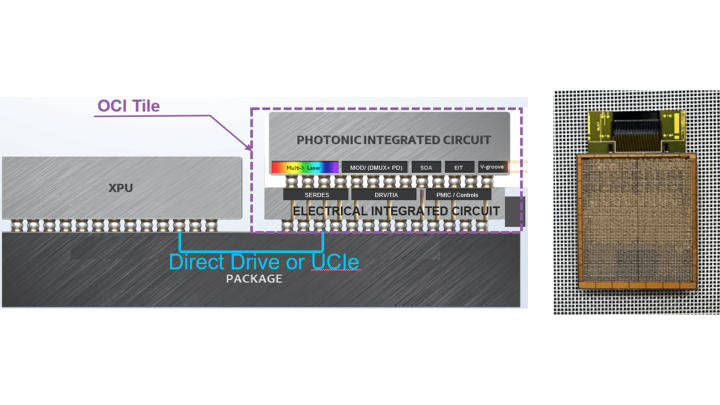 OCI Tile
PHOTONIC INTEGRATED CIRCUIT
Multi-λ Laser
MOD/ (DMUX+ PD)
SOA
EIT
V-groove
XPU
SERDES
DRV/TIA
PMIC / Controls
ELECTRICAL INTEGRATED CIRCUIT
Direct Drive or UCIe
PACKAGE